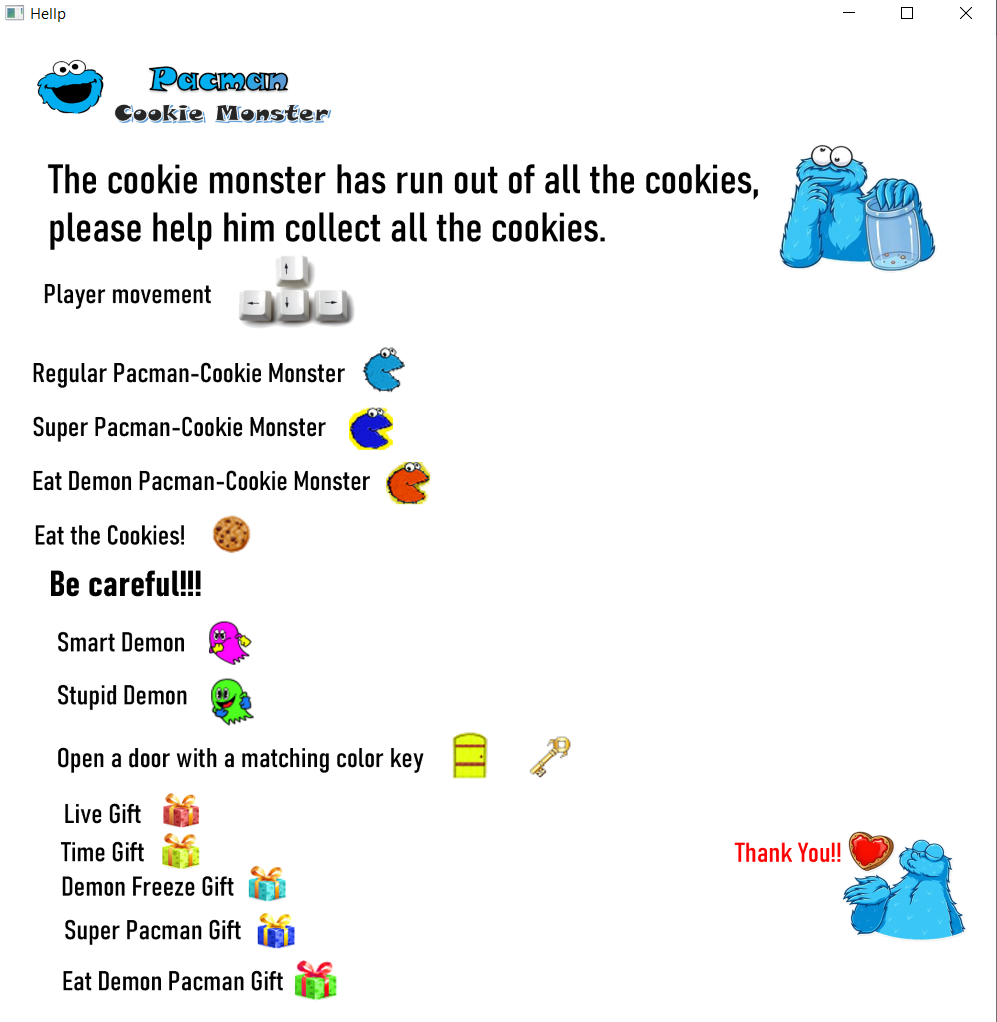 Hellp
Pacman
Cookie Monster
The cookie monster has run out of all the cookies,
please help him collect all the cookies.
Player movement
Regular Pacman-Cookie Monster
Super Pacman-Cookie Monster
Eat Demon Pacman-Cookie Monster
Eat the Cookies!
Be careful!!!
Smart Demon
Stupid Demon
Open a door with a matching color key
Live Gift
Time Gift
Thank You!!
Demon Freeze Gift
Super Pacman Gift
Eat Demon Pacman Gift